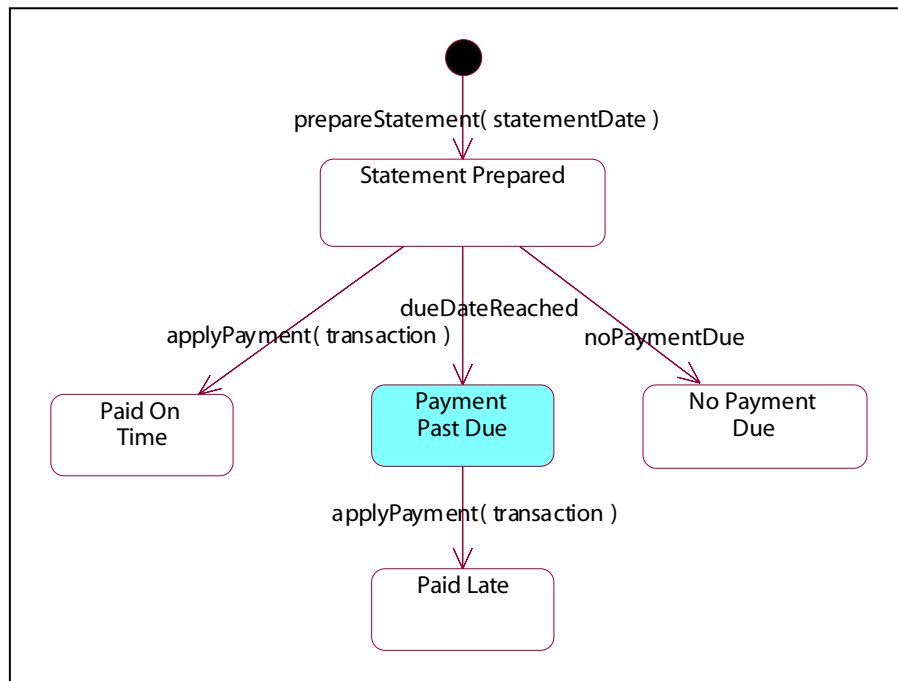 prepareStatement( statementDate )
Statement Prepared
dueDateReached
applyPayment( transaction )
noPaymentDue
Paid On
Time
Payment
Past Due
No Payment
Due
applyPayment( transaction )
Paid Late